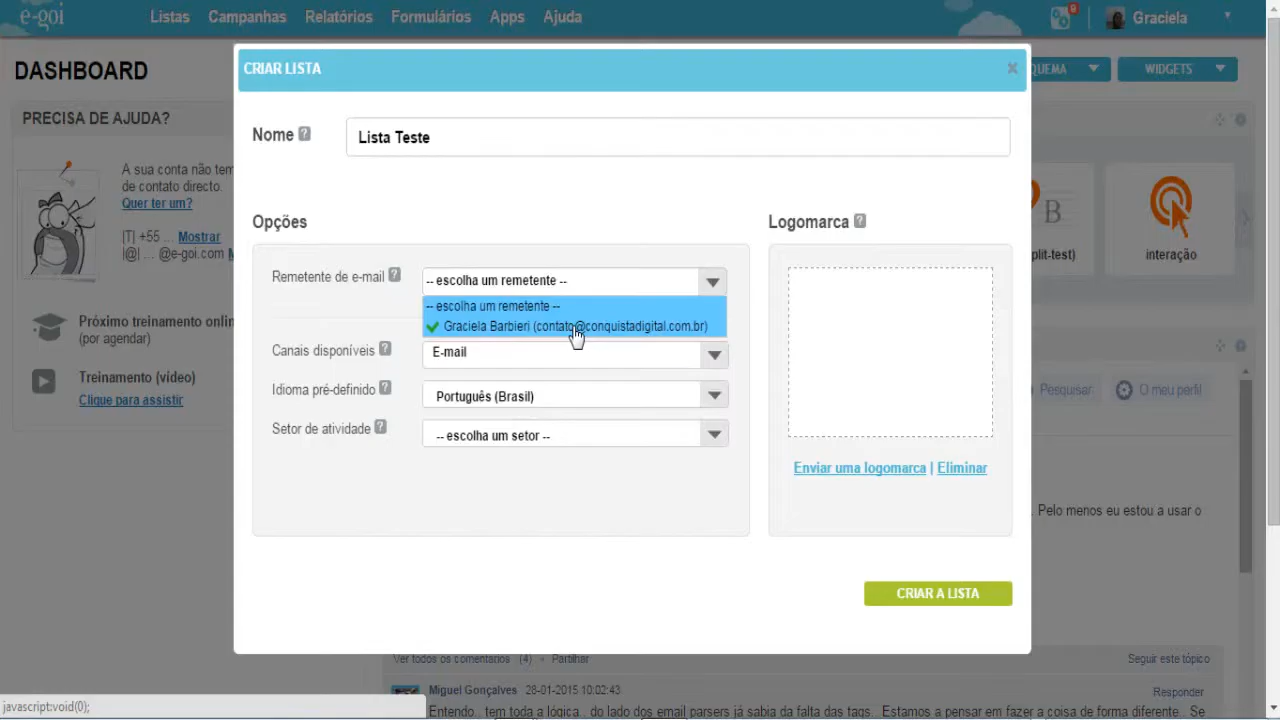 e-goi
Listas Campanhas Relatórios Formulários Apps Ajuda
Graciela
DASHBOARD
QUEMA
WIDGETS
PRECISA DE AJUDA?
A sua conta não tem
de contato directo.
Quer ter um?
|T| +55 ... Mostrar
|@| ... @e-goi.com
Próximo treinamento onlin
(por agendar)
Treinamento (vídeo)
Clique para assistir
CRIAR LISTA
Nome ?
Lista Teste
Opções
Remetente de e-mail ?
-- escolha um remetente --
-- escolha um remetente --
Graciela Barbieri (contato@conquistadigital.com.br)
Canais disponíveis ?
E-mail
Idioma pré-definido ?
Português (Brasil)
Setor de atividade ?
-- escolha um setor --
Logomarca ?
Enviar uma logomarca | Eliminar
CRIAR A LISTA
B
plit-test)
interação
Pesquisar
O meu perfil
. Pelo menos eu estou a usar o
Ver todos os comentários (4) • Partilhar
Seguir este tópico
Miguel Gonçalves 28-01-2015 10:02:43
Responder
Entendo.. tem toda a lógica.. do lado dos email parsers já sabia da falta das tags.. Estamos a pensar em fazer a coisa de forma diferente.. Se
javascript:void(0);